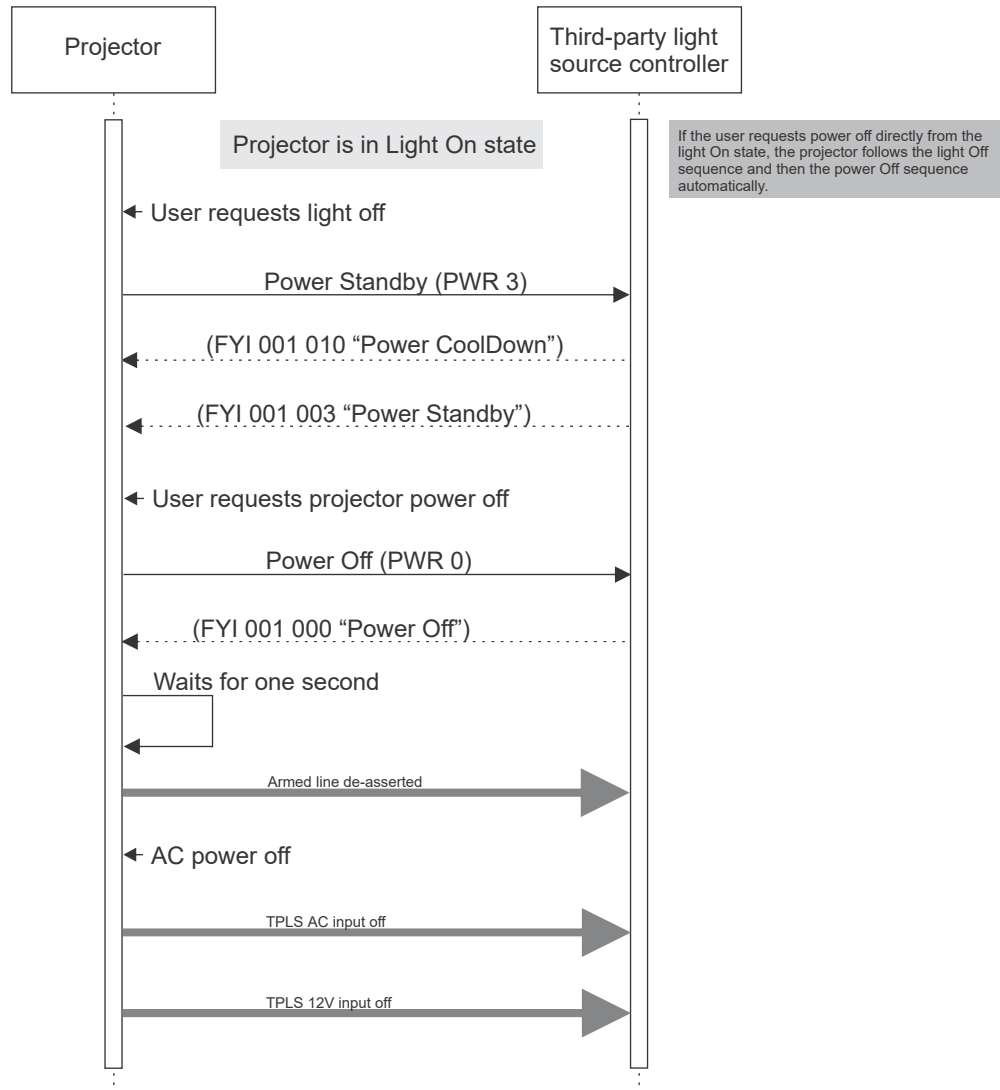 Projector
Third-party light
source controller
Projector is in Light On state
If the user requests power off directly from the
light On state, the projector follows the light Off
sequence and then the power Off sequence
automatically.
User requests light off
Power Standby (PWR 3)
(FYI 001 010 “Power CoolDown”)
(FYI 001 003 “Power Standby”)
User requests projector power off
Power Off (PWR 0)
(FYI 001 000 “Power Off”)
Waits for one second
Armed line de-asserted
AC power off
TPLS AC input off
TPLS 12V input off